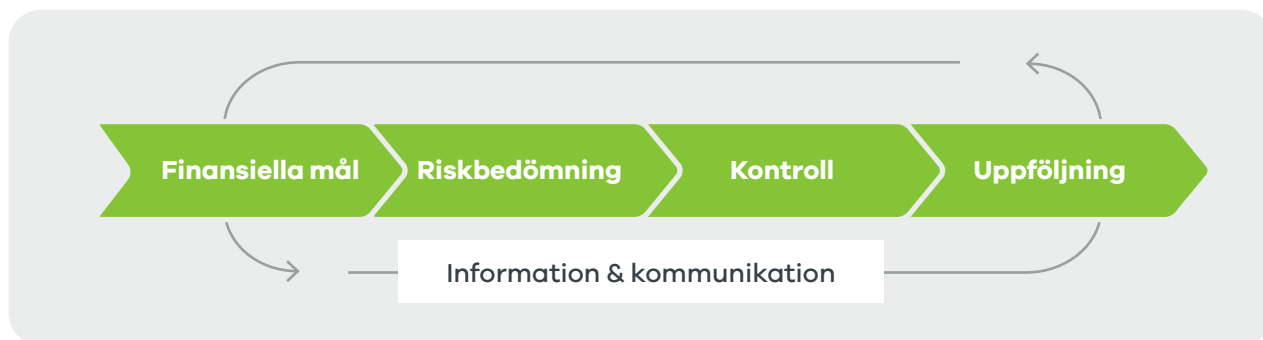 Finansiella mål
Riskbedömning
Kontroll
Uppföljning
Information & kommunikation